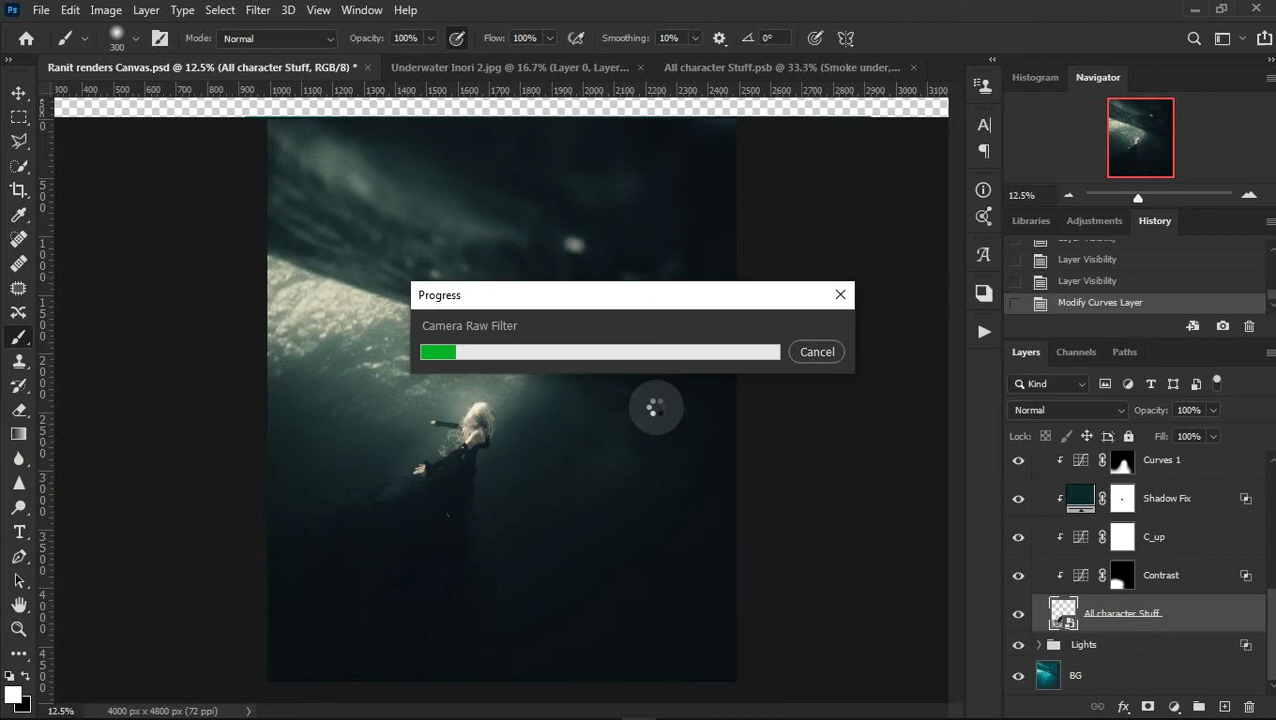 Ps File Edit Image Layer Type Select Filter 3D View Window Help
300 Mode: Normal Opacity: 100% Flow: 100% Smoothing: 10% 0°
Ranit renders Canvas.psd @ 12.5% (All character Stuff, RGB/8) * × Underwater Inori 2.jpg @ 16.7% (Layer 0, Layer... × All character Stuff.psb @ 33.3% (Smoke under,... ×
300 400 500 600 700 800 900 1000 1100 1200 1300 1400 1500 1600 1700 1800 1900 2000 2100 2200 2300 2400 2500 2600 2700 2800 2900 3000 3100
Histogram Navigator
12.5%
Libraries Adjustments History
Layer Visibility
Layer Visibility
Layer Visibility
Modify Curves Layer
Progress
Camera Raw Filter
Cancel
Layers Channels Paths
Kind
Normal Opacity: 100%
Lock: Fill: 100%
Curves 1
Shadow Fix
C_up
Contrast
All character Stuff
Lights
BG
12.5% 4000 px x 4800 px (72 ppi)